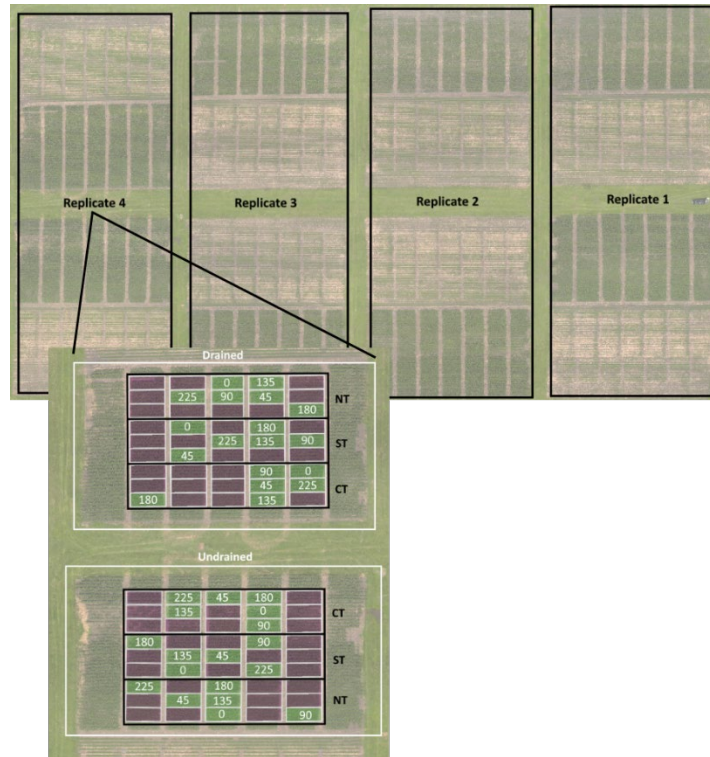 Replicate 4 Replicate 3 Replicate 2 Replicate 1
Drained
0 135
225 90 45 NT
180
0 180
225 135 90 ST
45
90 0
45 225 CT
180 135
Undrained
225 45 180
135 0 CT
90
180 90
135 45 ST
0 225
225 180
45 135 NT
0 90